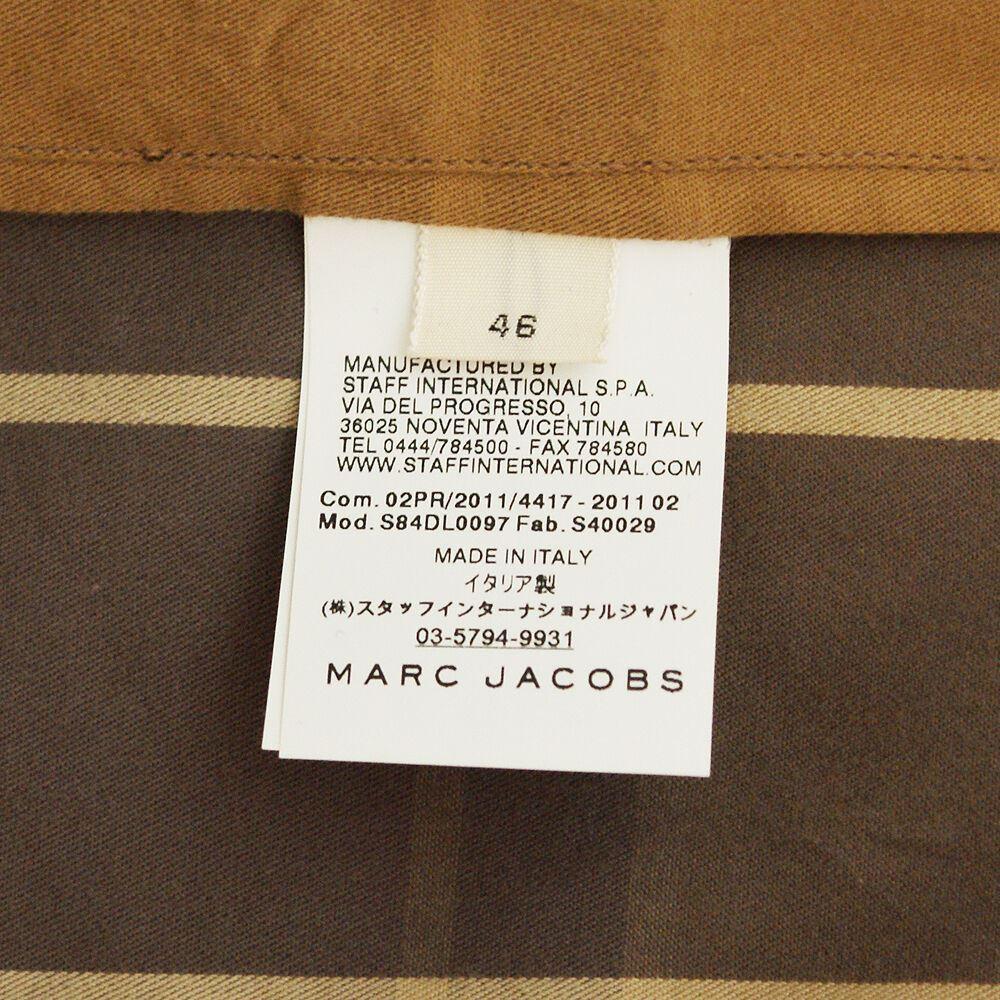 46
MANUFACTURED BY
STAFF INTERNATIONAL S.P.A.
VIA DEL PROGRESSO, 10
36025 NOVENTA VICENTINA ITALY
TEL 0444/784500 - FAX 784580
WWW.STAFFINTERNATIONAL.COM
Com. 02PR/2011/4417 - 2011 02
Mod. S84DL0097 Fab. S40029
MADE IN ITALY
イタリア製
(株)スタッフインターナショナルジャパン
03-5794-9931
MARC JACOBS